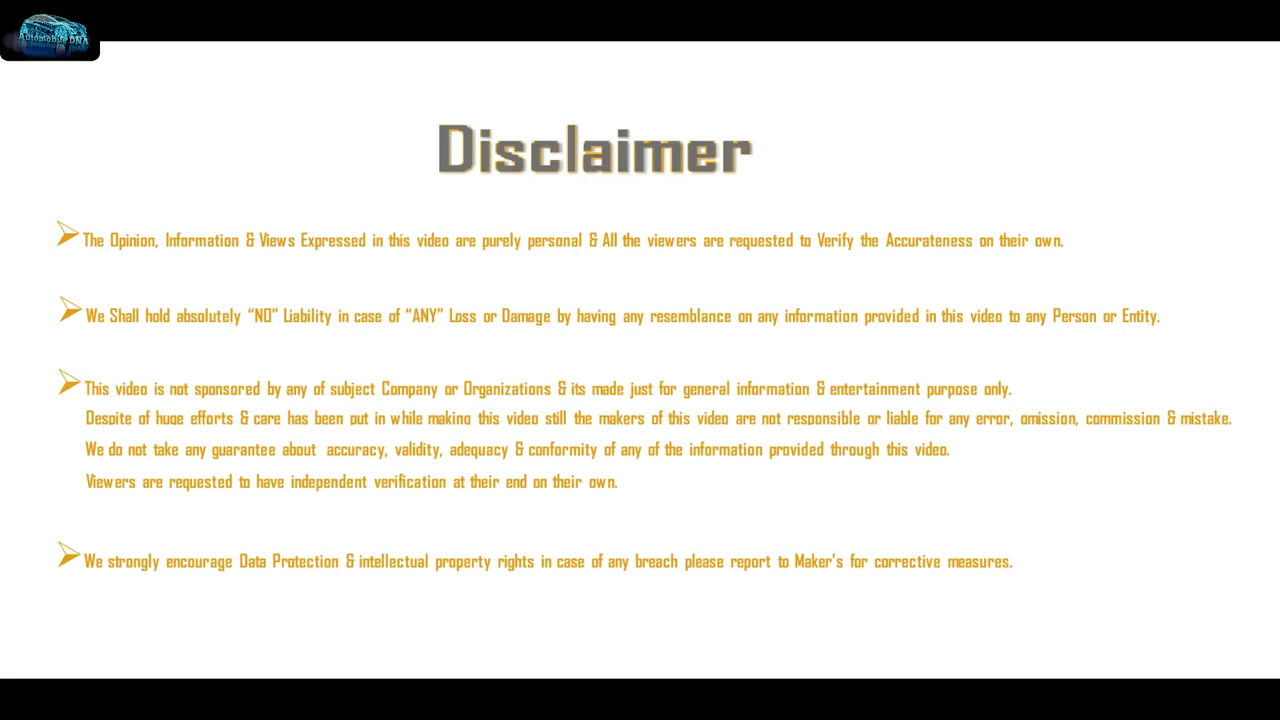 Automobile DNA
Disclaimer
The Opinion, Information & Views Expressed in this video are purely personal & All the viewers are requested to Verify the Accurateness on their own.
We Shall hold absolutely “NO” Liability in case of “ANY” Loss or Damage by having any resemblance on any information provided in this video to any Person or Entity.
This video is not sponsored by any of subject Company or Organizations & its made just for general information & entertainment purpose only.
Despite of huge efforts & care has been put in while making this video still the makers of this video are not responsible or liable for any error, omission, commission & mistake.
We do not take any guarantee about accuracy, validity, adequacy & conformity of any of the information provided through this video.
Viewers are requested to have independent verification at their end on their own.
We strongly encourage Data Protection & intellectual property rights in case of any breach please report to Maker’s for corrective measures.